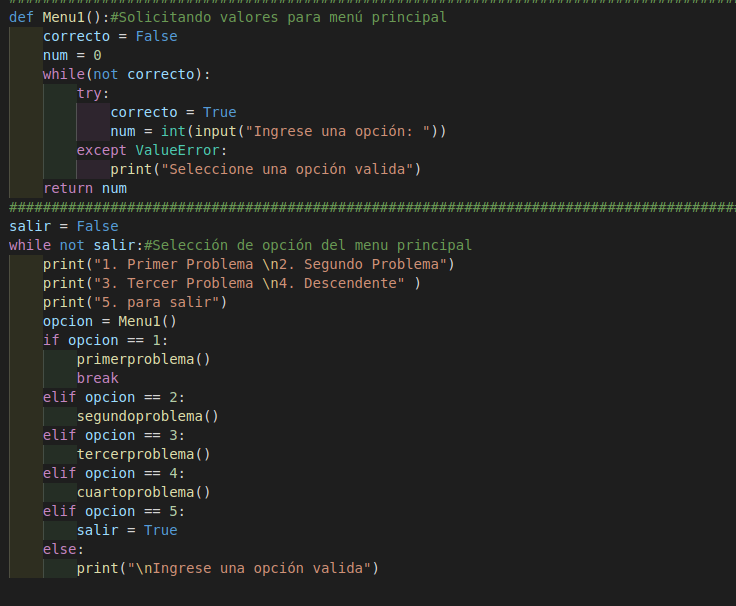 ################################################################################
def Menu1():#Solicitando valores para menú principal
    correcto = False
    num = 0
    while(not correcto):
        try:
            correcto = True
            num = int(input("Ingrese una opción: "))
        except ValueError:
            print("Seleccione una opción valida")
    return num
################################################################################
salir = False
while not salir:#Selección de opción del menu principal
    print("1. Primer Problema \n2. Segundo Problema")
    print("3. Tercer Problema \n4. Descendente" )
    print("5. para salir")
    opcion = Menu1()
    if opcion == 1:
        primerproblema()
        break
    elif opcion == 2:
        segundoproblema()
    elif opcion == 3:
        tercerproblema()
    elif opcion == 4:
        cuartoproblema()
    elif opcion == 5:
        salir = True
    else:
        print("\nIngrese una opción valida")